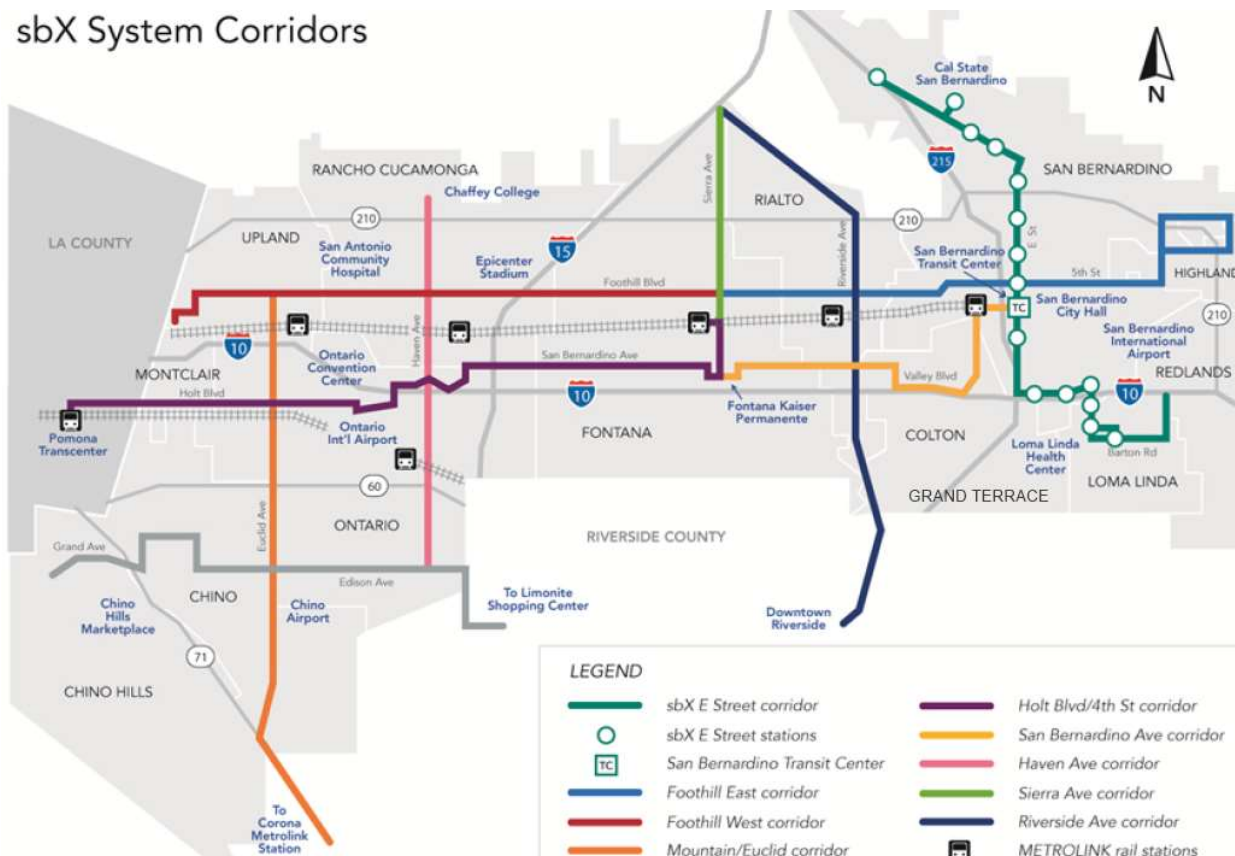 sbX System Corridors
N
Cal State
San Bernardino
215
SAN BERNARDINO
RANCHO CUCAMONGA
Chaffey College
Sierra Ave
RIALTO
LA COUNTY
UPLAND
210
210
San Antonio
Community
Hospital
Epicenter
Stadium
15
Riverside Ave
San Bernardino
Transit Center
E St
5th St
HIGHLAND
Foothill Blvd
TC
San Bernardino
City Hall
210
10
Haven Ave
San Bernardino
International
Airport
MONTCLAIR
Ontario
Convention
Center
San Bernardino Ave
Valley Blvd
REDLANDS
Holt Blvd
10
10
Fontana Kaiser
Permanente
Pomona
Transcenter
Ontario
Int'l Airport
FONTANA
COLTON
Loma Linda
Health
Center
Barton Rd
LOMA LINDA
60
GRAND TERRACE
Euclid Ave
ONTARIO
RIVERSIDE COUNTY
Grand Ave
Edison Ave
CHINO
Chino
Hills
Marketplace
Chino
Airport
To Limonite
Shopping Center
Downtown
Riverside
71
CHINO HILLS
To
Corona
Metrolink
Station
LEGEND
sbX E Street corridor
sbX E Street stations
TC San Bernardino Transit Center
Foothill East corridor
Foothill West corridor
Mountain/Euclid corridor
Holt Blvd/4th St corridor
San Bernardino Ave corridor
Haven Ave corridor
Sierra Ave corridor
Riverside Ave corridor
METROLINK rail stations